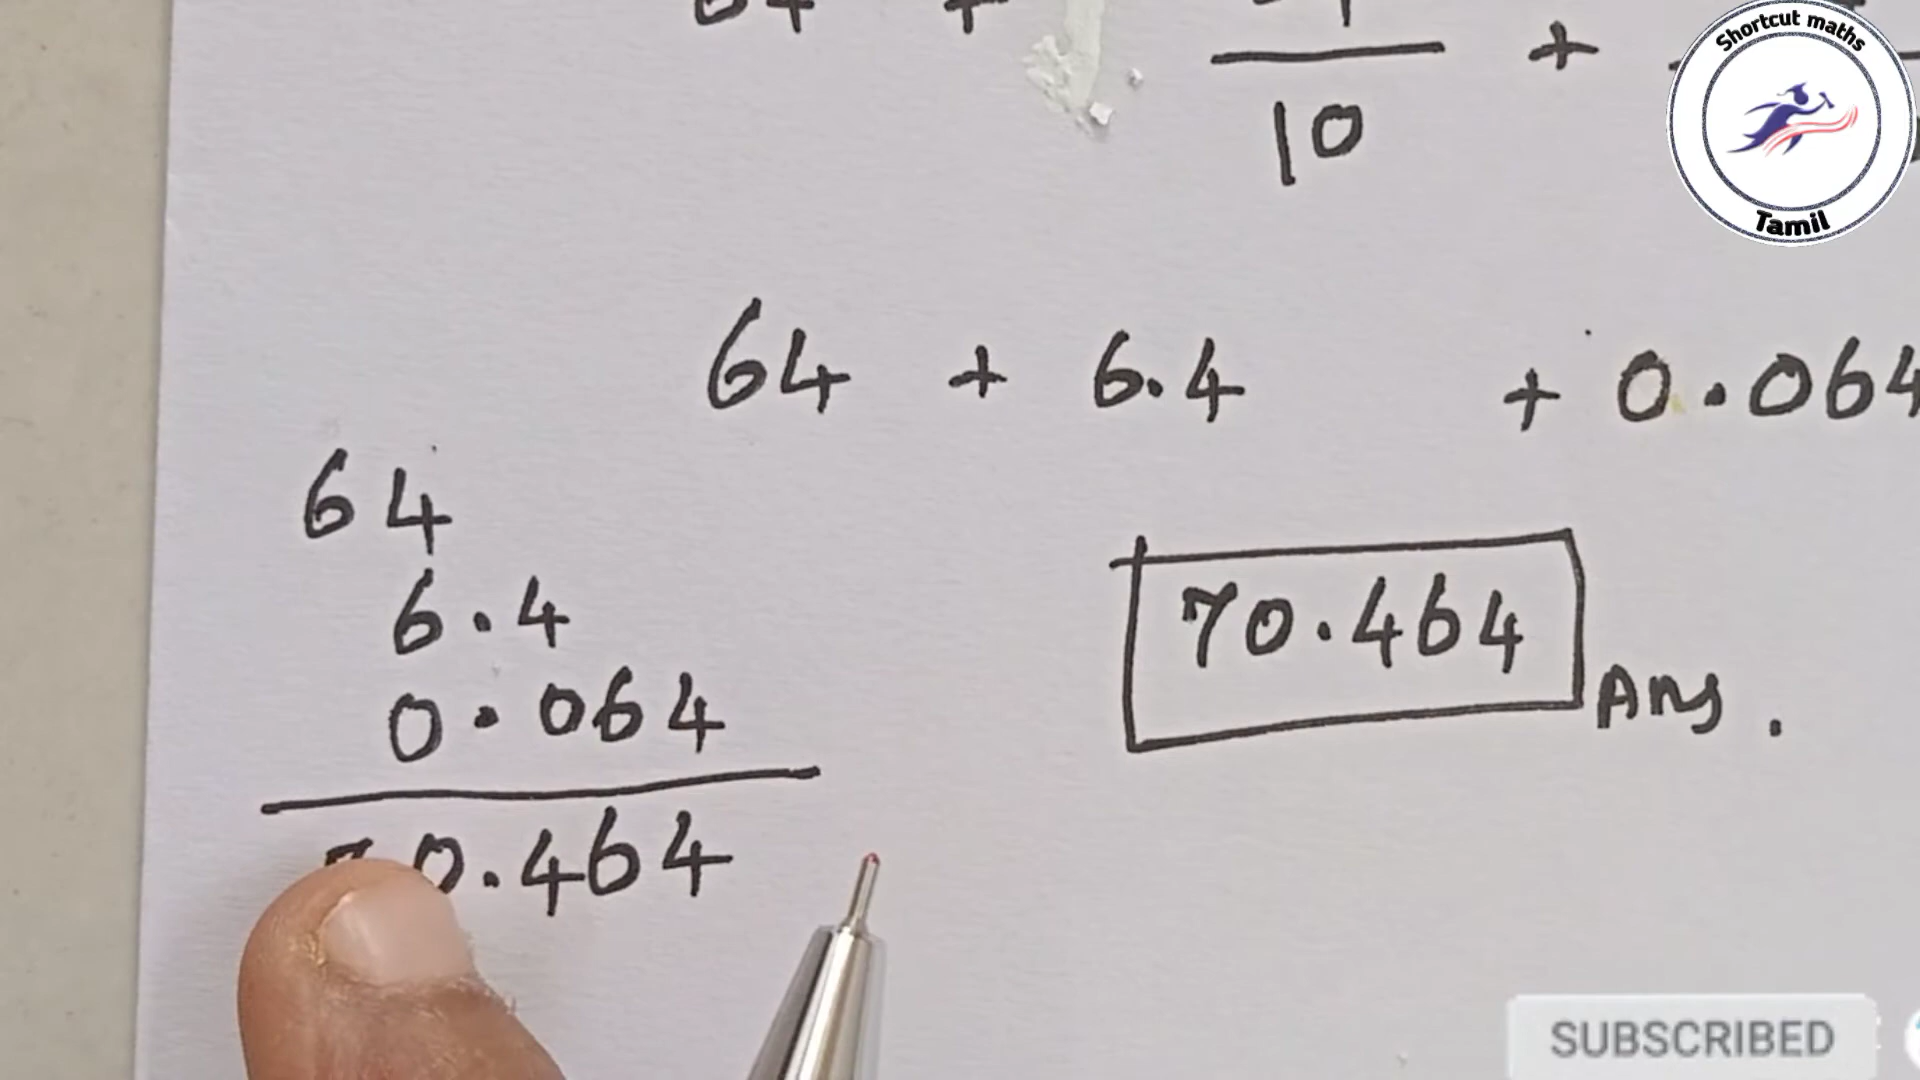 Shortcut maths
Tamil
+
10
64 + 6.4 + 0.064
64
6.4
0.064
70.464
70.464
Ans.
SUBSCRIBED